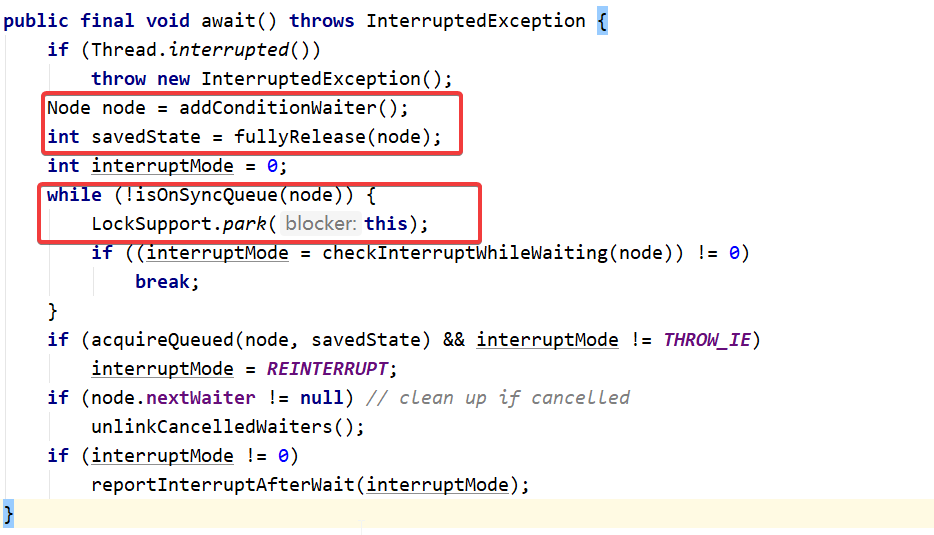 public final void await() throws InterruptedException {
    if (Thread.interrupted())
        throw new InterruptedException();
    Node node = addConditionWaiter();
    int savedState = fullyRelease(node);
    int interruptMode = 0;
    while (!isOnSyncQueue(node)) {
        LockSupport.park( blocker: this);
        if ((interruptMode = checkInterruptWhileWaiting(node)) != 0)
            break;
    }
    if (acquireQueued(node, savedState) && interruptMode != THROW_IE)
        interruptMode = REINTERRUPT;
    if (node.nextWaiter != null) // clean up if cancelled
        unlinkCancelledWaiters();
    if (interruptMode != 0)
        reportInterruptAfterWait(interruptMode);
}